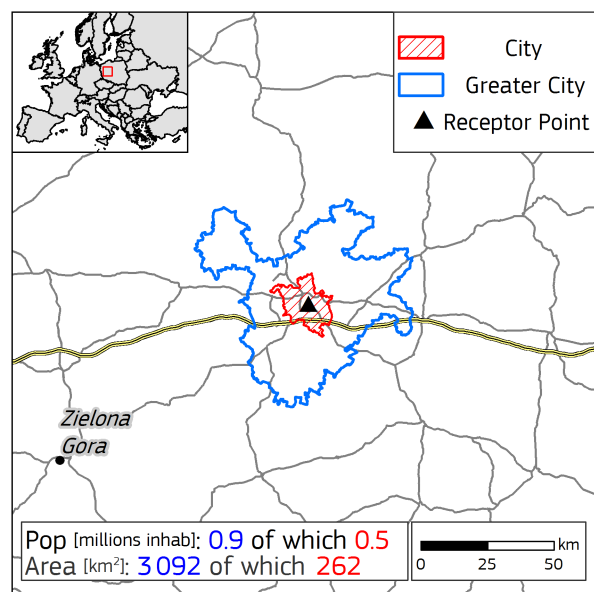 City
Greater City
Receptor Point
Zielona
Gora
Pop [millions inhab]: 0.9 of which 0.5
Area [km²]: 3 092 of which 262
km
0 25 50